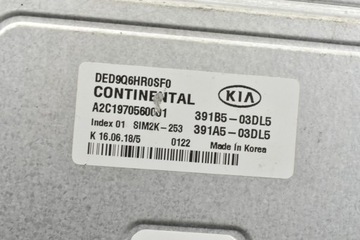 DED9Q6HR0SF0
CONTINENTAL KIA
A2C1970560001 391B5-03DL5
Index 01 SIM2K-253 391A5-03DL5
K 16.06.18/5 0122 Made in Korea